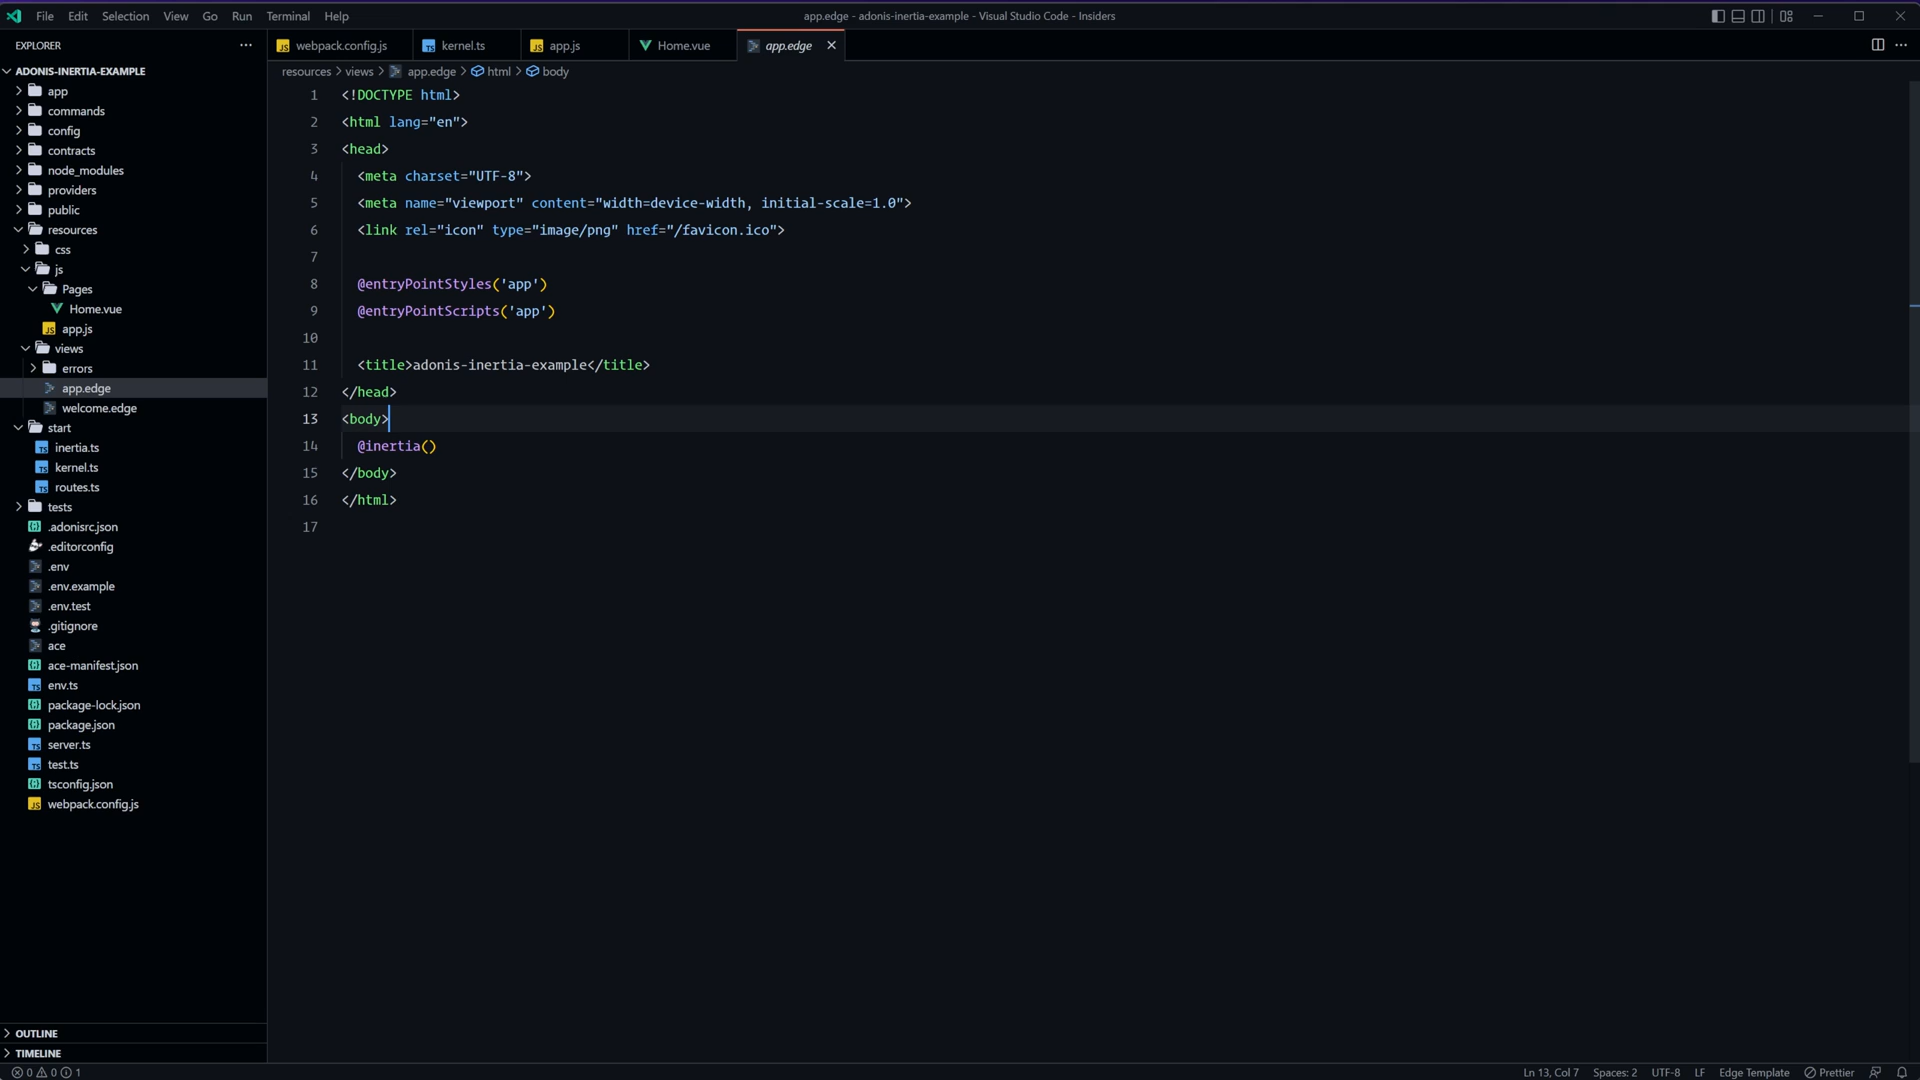 File Edit Selection View Go Run Terminal Help
app.edge - adonis-inertia-example - Visual Studio Code - Insiders
EXPLORER
webpack.config.js
kernel.ts
app.js
Home.vue
app.edge
ADONIS-INERTIA-EXAMPLE
app
commands
config
contracts
node_modules
providers
public
resources
css
js
Pages
Home.vue
app.js
views
errors
app.edge
welcome.edge
start
inertia.ts
kernel.ts
routes.ts
tests
.adonisrc.json
.editorconfig
.env
.env.example
.env.test
.gitignore
ace
ace-manifest.json
env.ts
package-lock.json
package.json
server.ts
test.ts
tsconfig.json
webpack.config.js
OUTLINE
TIMELINE
resources > views > app.edge > html > body
1 <!DOCTYPE html>
2 <html lang="en">
3 <head>
4 <meta charset="UTF-8">
5 <meta name="viewport" content="width=device-width, initial-scale=1.0">
6 <link rel="icon" type="image/png" href="/favicon.ico">
7
8 @entryPointStyles('app')
9 @entryPointScripts('app')
10
11 <title>adonis-inertia-example</title>
12 </head>
13 <body>
14 @inertia()
15 </body>
16 </html>
17
0 0 1
Ln 13, Col 7 Spaces: 2 UTF-8 LF Edge Template Prettier